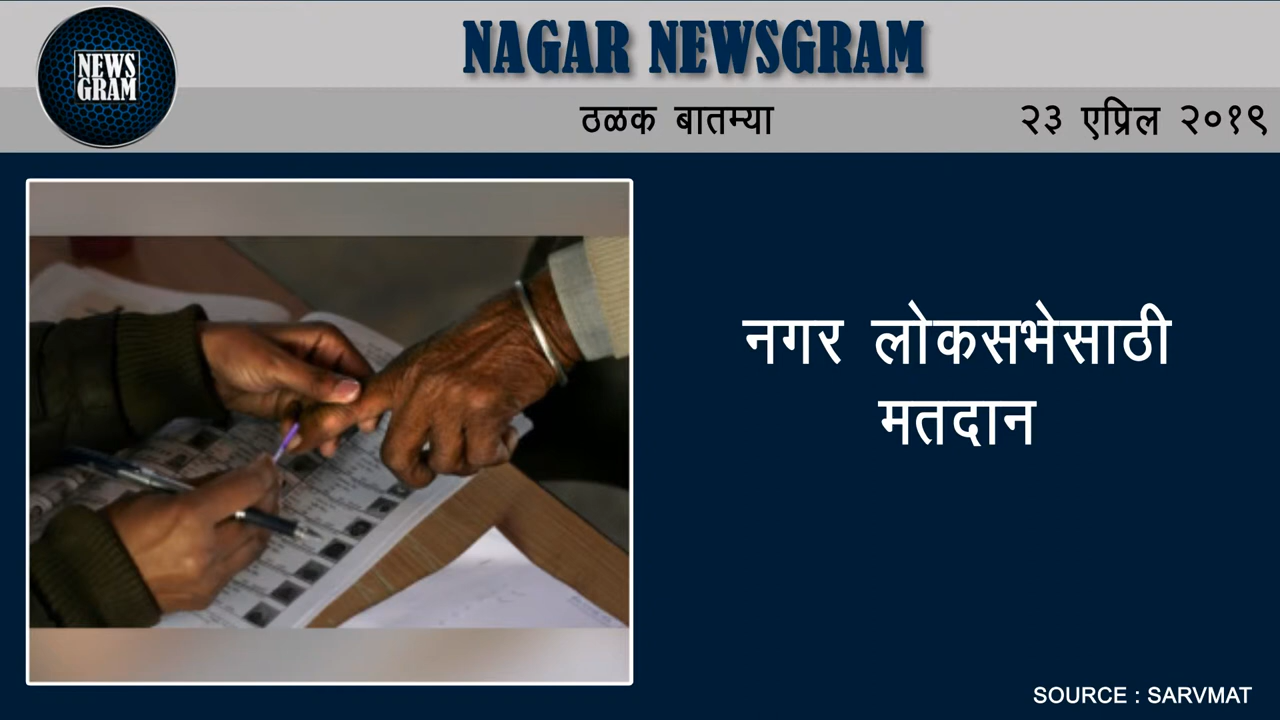 NEWS
GRAM
NAGAR NEWSGRAM
ठळक बातम्या
२३ एप्रिल २०१९
नगर लोकसभेसाठी
मतदान
SOURCE : SARVMAT